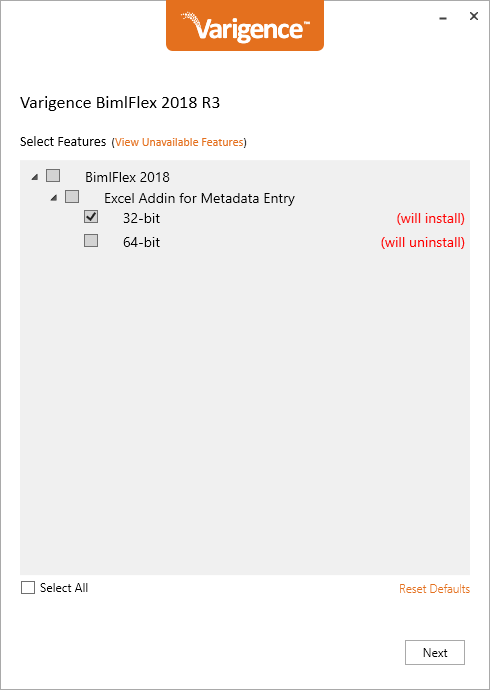 Varigence™
Varigence BimlFlex 2018 R3
Select Features (View Unavailable Features)
BimlFlex 2018
Excel Addin for Metadata Entry
32-bit (will install)
64-bit (will uninstall)
Select All Reset Defaults
Next